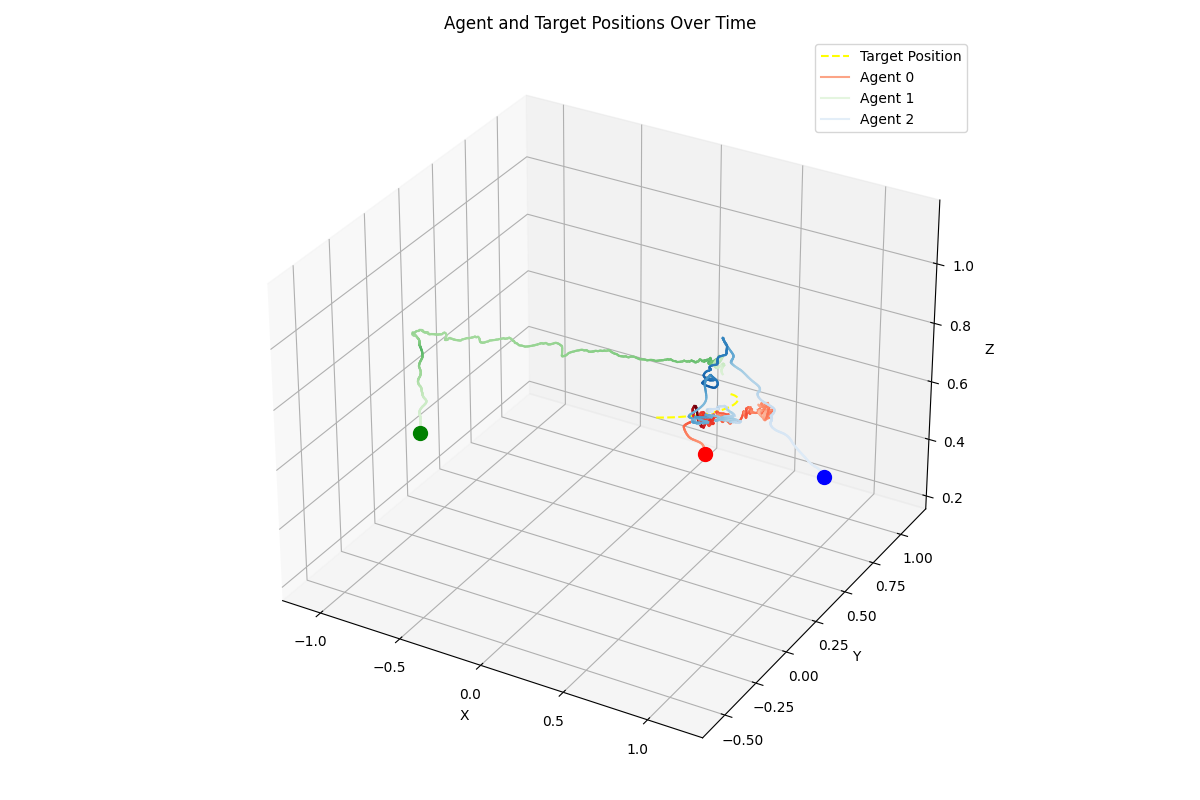 Agent and Target Positions Over Time
Target Position
Agent 0
Agent 1
Agent 2
1.0
0.8
Z
0.6
0.4
0.2
1.00
0.75
0.50
0.25
Y
0.00
−0.25
−0.50
−1.0
−0.5
0.0
X
0.5
1.0